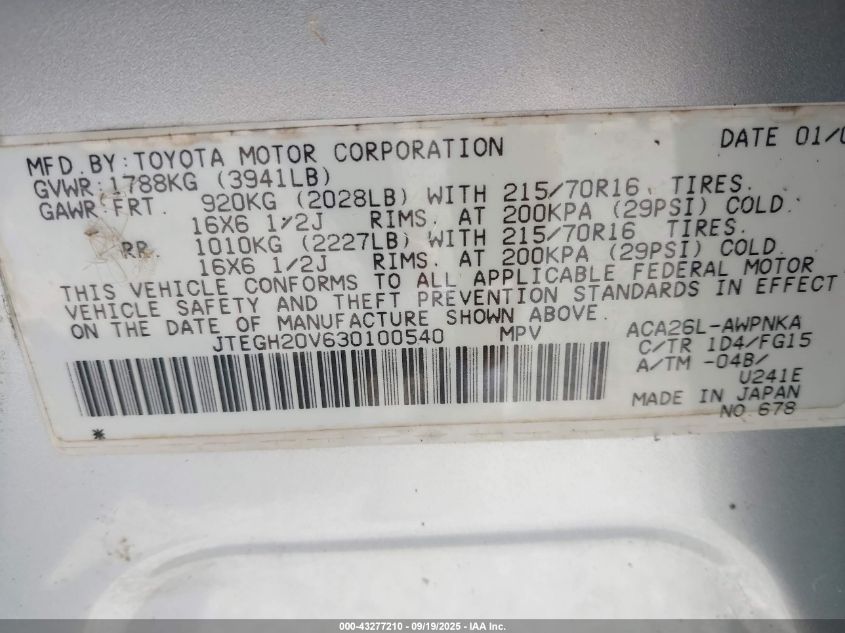 DATE 01/0
MFD. BY: TOYOTA MOTOR CORPORATION
GVWR: 1788KG (3941LB)
GAWR: FRT. 920KG (2028LB) WITH 215/70R16 TIRES.
16X6 1/2J RIMS. AT 200KPA (29PSI) COLD.
RR. 1010KG (2227LB) WITH 215/70R16 TIRES.
16X6 1/2J RIMS. AT 200KPA (29PSI) COLD.
THIS VEHICLE CONFORMS TO ALL APPLICABLE FEDERAL MOTOR
VEHICLE SAFETY AND THEFT PREVENTION STANDARDS IN EFFECT
ON THE DATE OF MANUFACTURE SHOWN ABOVE.
JTEGH20V630100540 MPV
ACA26L-AWPNKA
C/TR 1D4/FG15
A/TM -04B/
U241E
MADE IN JAPAN
NO 678
*
000-43277210 - 09/19/2025 - IAA Inc.